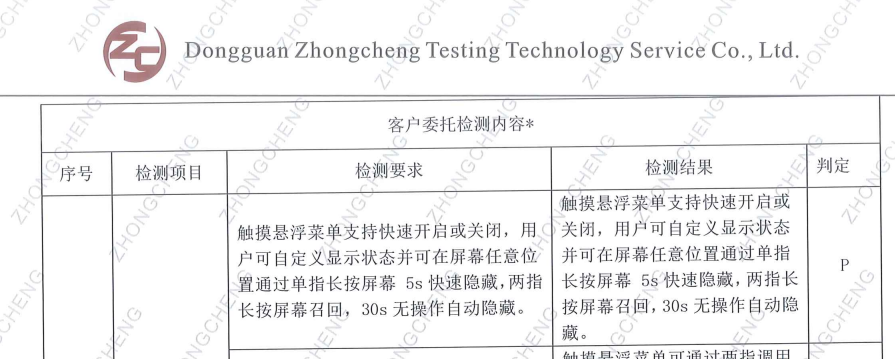 ZC
Dongguan Zhongcheng Testing Technology Service Co., Ltd.
客户委托检测内容*
序号 检测项目 检测要求 检测结果 判定
触摸悬浮菜单支持快速开启或关闭，用
户可自定义显示状态并可在屏幕任意位
置通过单指长按屏幕 5s 快速隐藏，两指
长按屏幕召回，30s 无操作自动隐藏。
触摸悬浮菜单支持快速开启或
关闭，用户可自定义显示状态
并可在屏幕任意位置通过单指
长按屏幕 5s 快速隐藏，两指长
按屏幕召回，30s 无操作自动隐
藏。
P
触摸悬浮菜单可通过两指调用
ZHONGCHENG